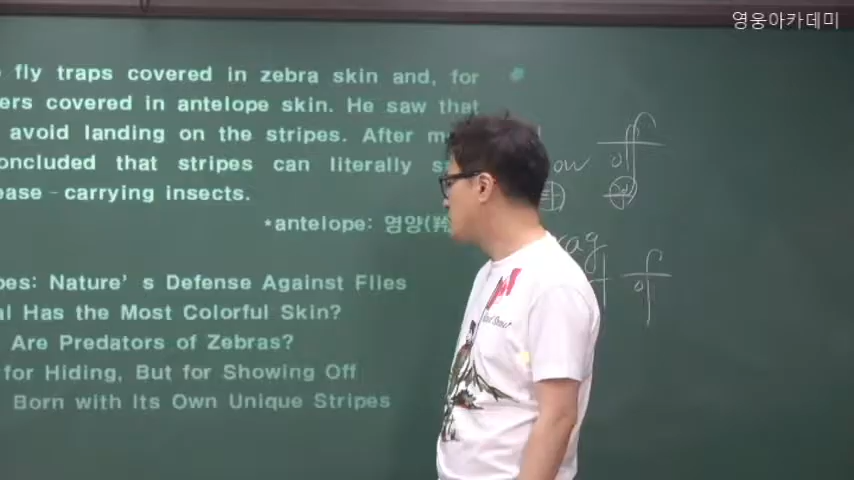 영웅아카데미
fly traps covered in zebra skin and, for
ers covered in antelope skin. He saw that
avoid landing on the stripes. After
oncluded that stripes can literally
ease-carrying insects.
*antelope: 영양(羚
pes: Nature's Defense Against Flies
al Has the Most Colorful Skin?
Are Predators of Zebras?
for Hiding, But for Showing Off
Born with Its Own Unique Stripes